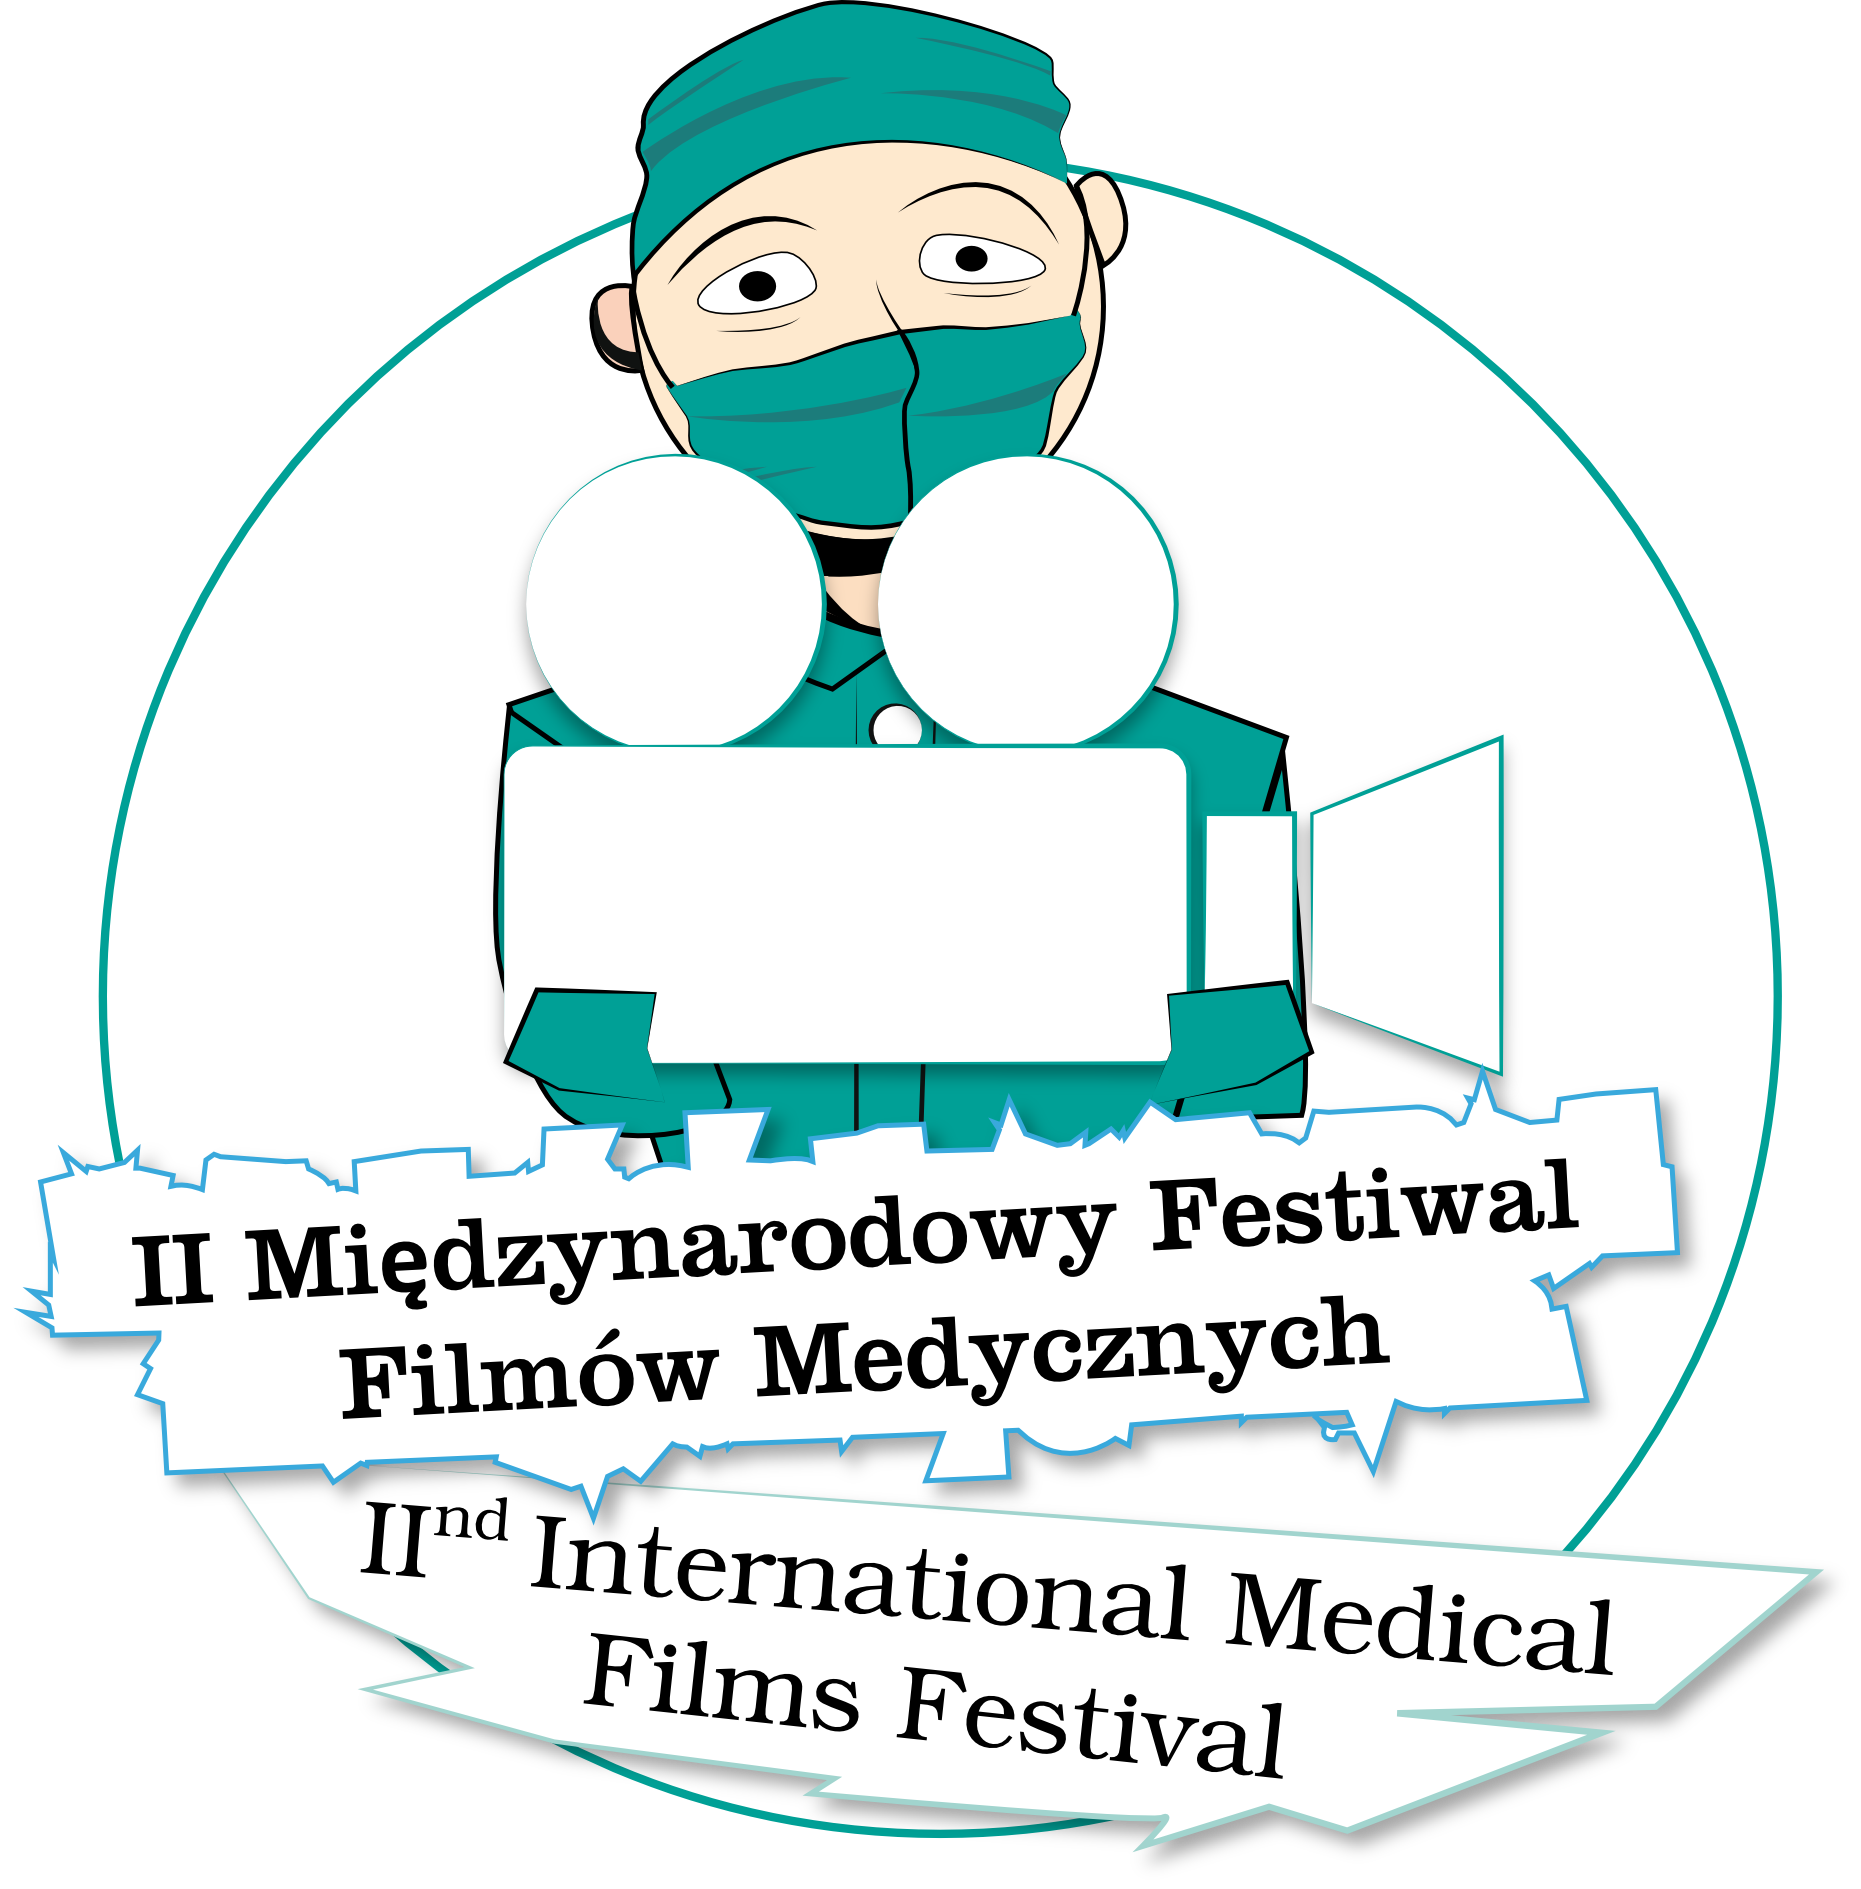 II Międzynarodowy Festiwal
Filmów Medycznych
IInd International Medical
Films Festival